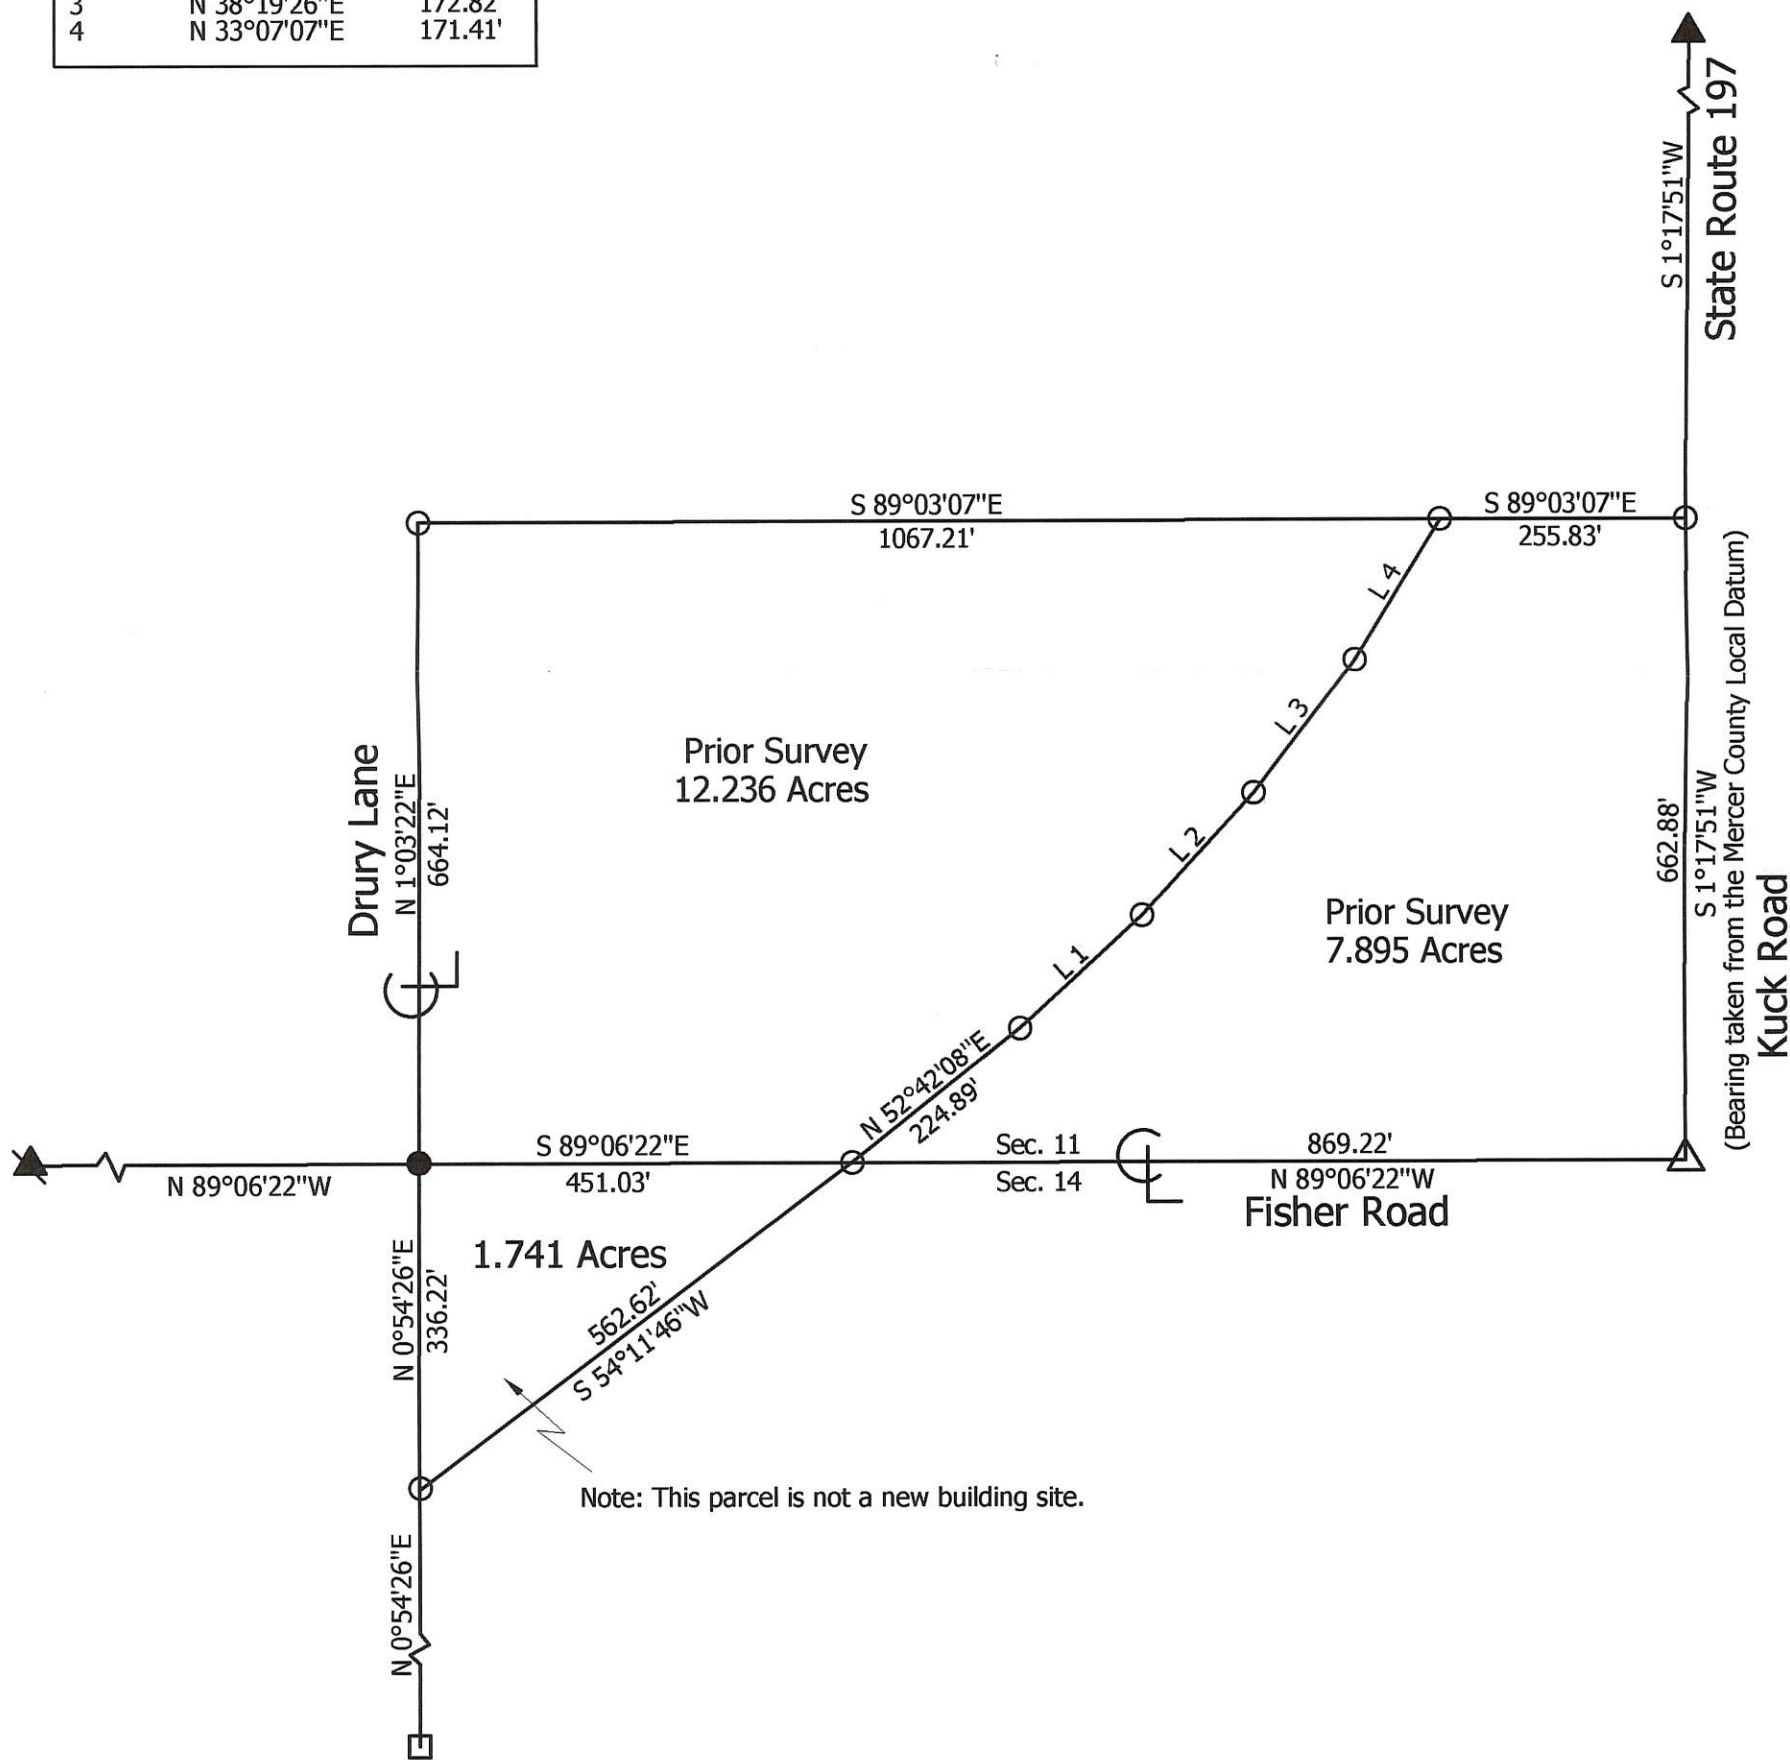 3 N 38°19'26"E 172.82'
4 N 33°07'07"E 171.41'
S 1°17'51"W
State Route 197
S 89°03'07"E
1067.21'
S 89°03'07"E
255.83'
L 4
L 3
L 2
L 1
Prior Survey
12.236 Acres
Drury Lane
N 1°03'22"E
664.12'
Prior Survey
7.895 Acres
662.88'
S 1°17'51"W
(Bearing taken from the Mercer County Local Datum)
Kuck Road
N 52°42'08"E
224.89'
N 89°06'22"W
S 89°06'22"E
451.03'
Sec. 11
Sec. 14
869.22'
N 89°06'22"W
Fisher Road
1.741 Acres
N 0°54'26"E
336.22'
562.62'
S 54°11'46"W
Note: This parcel is not a new building site.
N 0°54'26"E